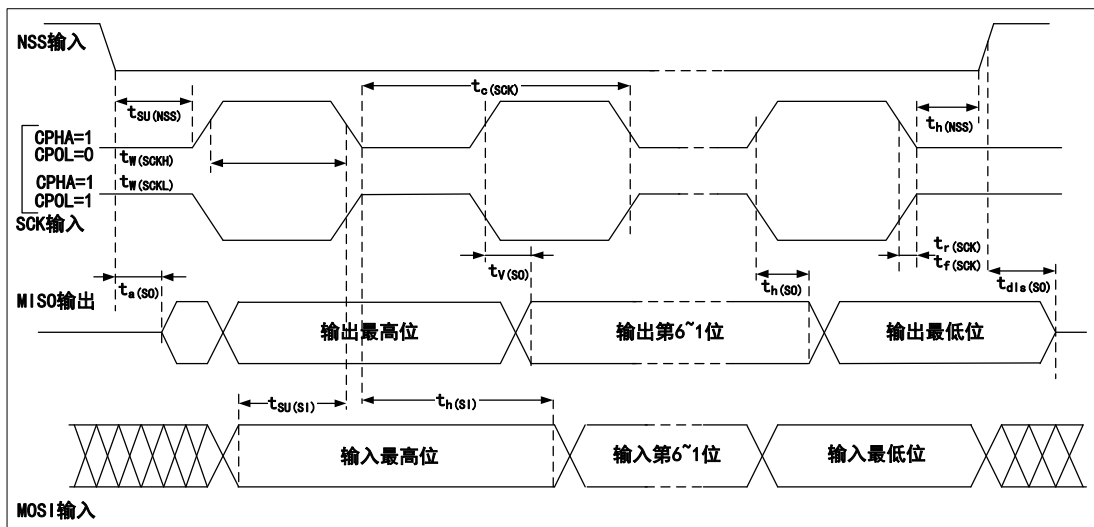 NSS输入
tc(SCK)
tSU(NSS)
th(NSS)
CPHA=1
CPOL=0
tW(SCKH)
CPHA=1
tW(SCKL)
CPOL=1
SCK输入
tV(SO)
tr(SCK)
tf(SCK)
ta(SO)
th(SO)
tdis(SO)
MISO输出
输出最高位
输出第6~1位
输出最低位
tSU(SI)
th(SI)
输入最高位
输入第6~1位
输入最低位
MOSI输入